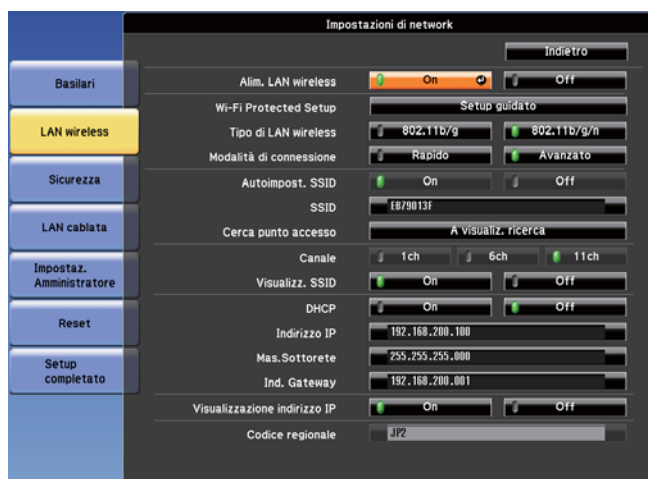 Impostazioni di network
Indietro
Basilari
LAN wireless
Sicurezza
LAN cablata
Impostaz.
Amministratore
Reset
Setup
completato
Alim. LAN wireless On Off
Wi-Fi Protected Setup Setup guidato
Tipo di LAN wireless 802.11b/g 802.11b/g/n
Modalità di connessione Rapido Avanzato
Autoimpost. SSID On Off
SSID EB79013F
Cerca punto accesso A visualiz. ricerca
Canale 1ch 6ch 11ch
Visualizz. SSID On Off
DHCP On Off
Indirizzo IP 192.168.200.100
Mas.Sottorete 255.255.255.000
Ind. Gateway 192.168.200.001
Visualizzazione indirizzo IP On Off
Codice regionale JP2